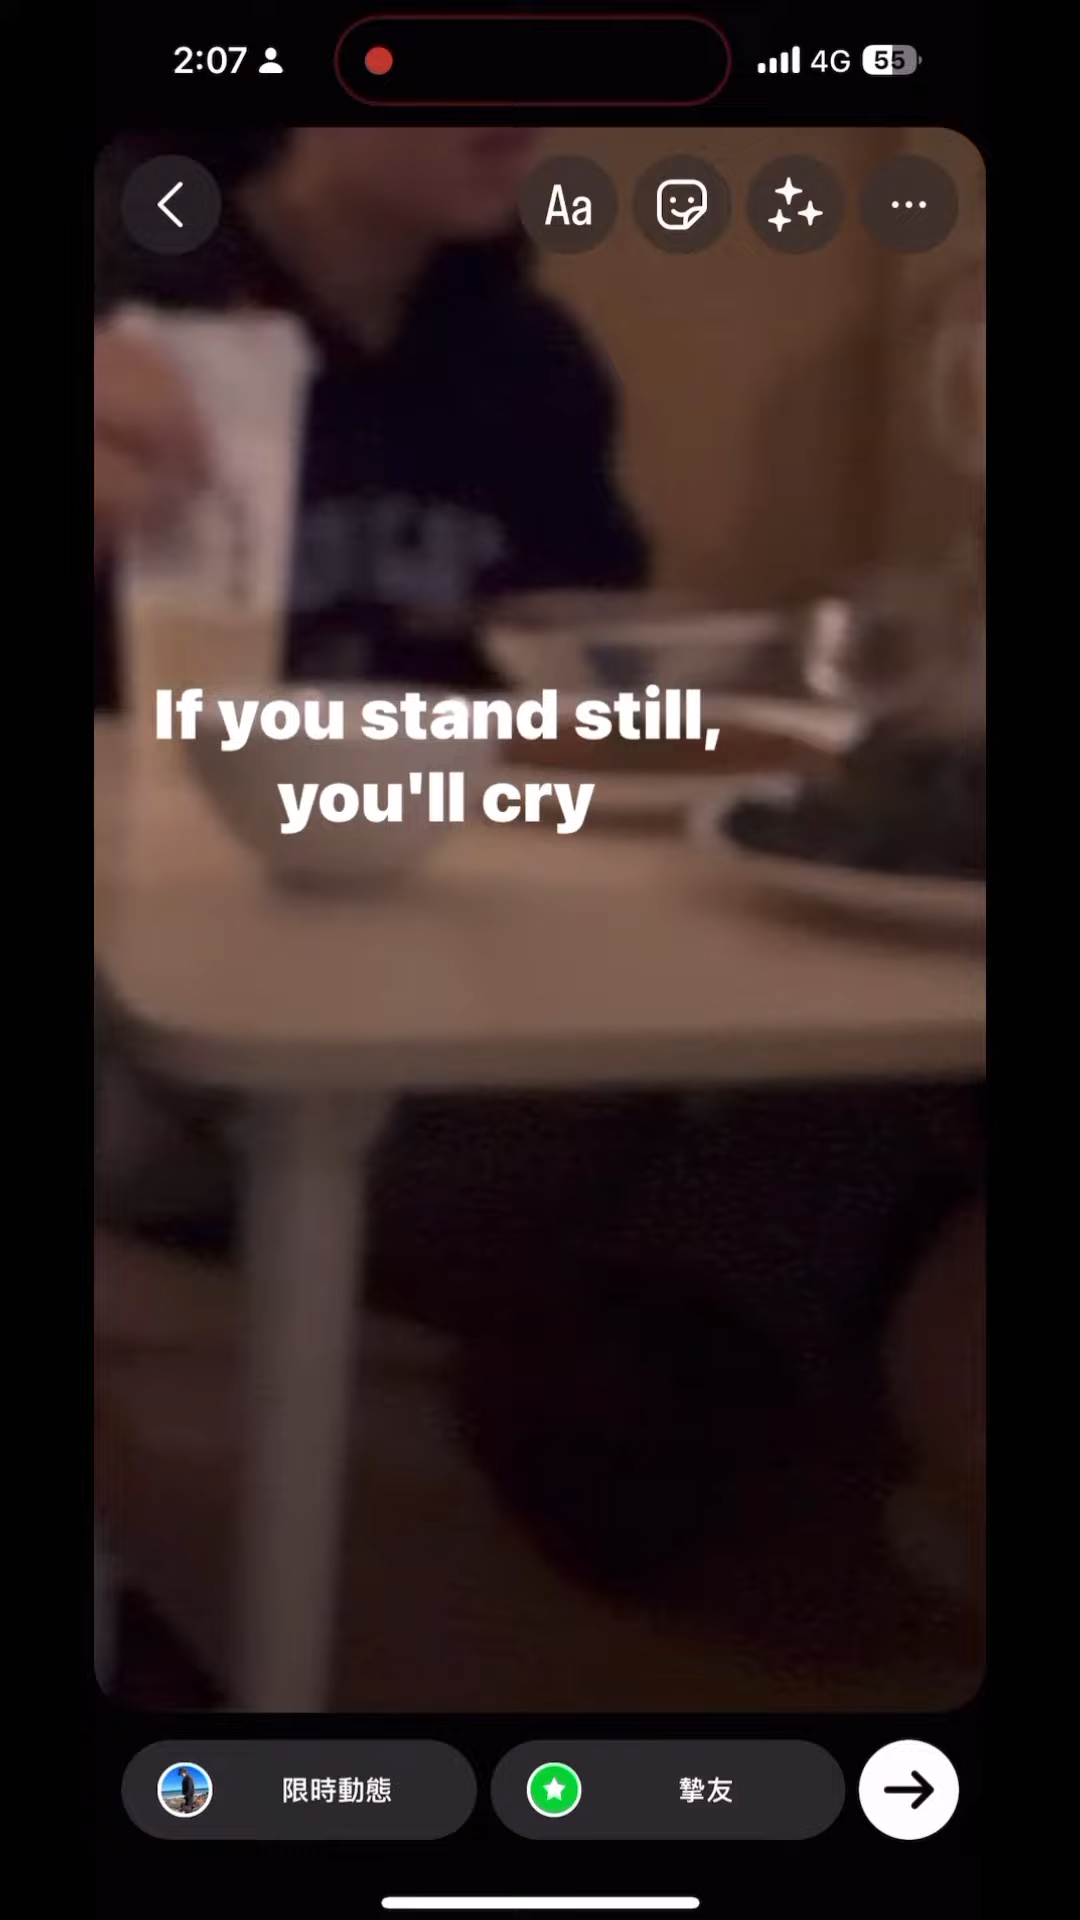 2:07
4G
55
Aa
If you stand still,
you'll cry
限時動態
摯友